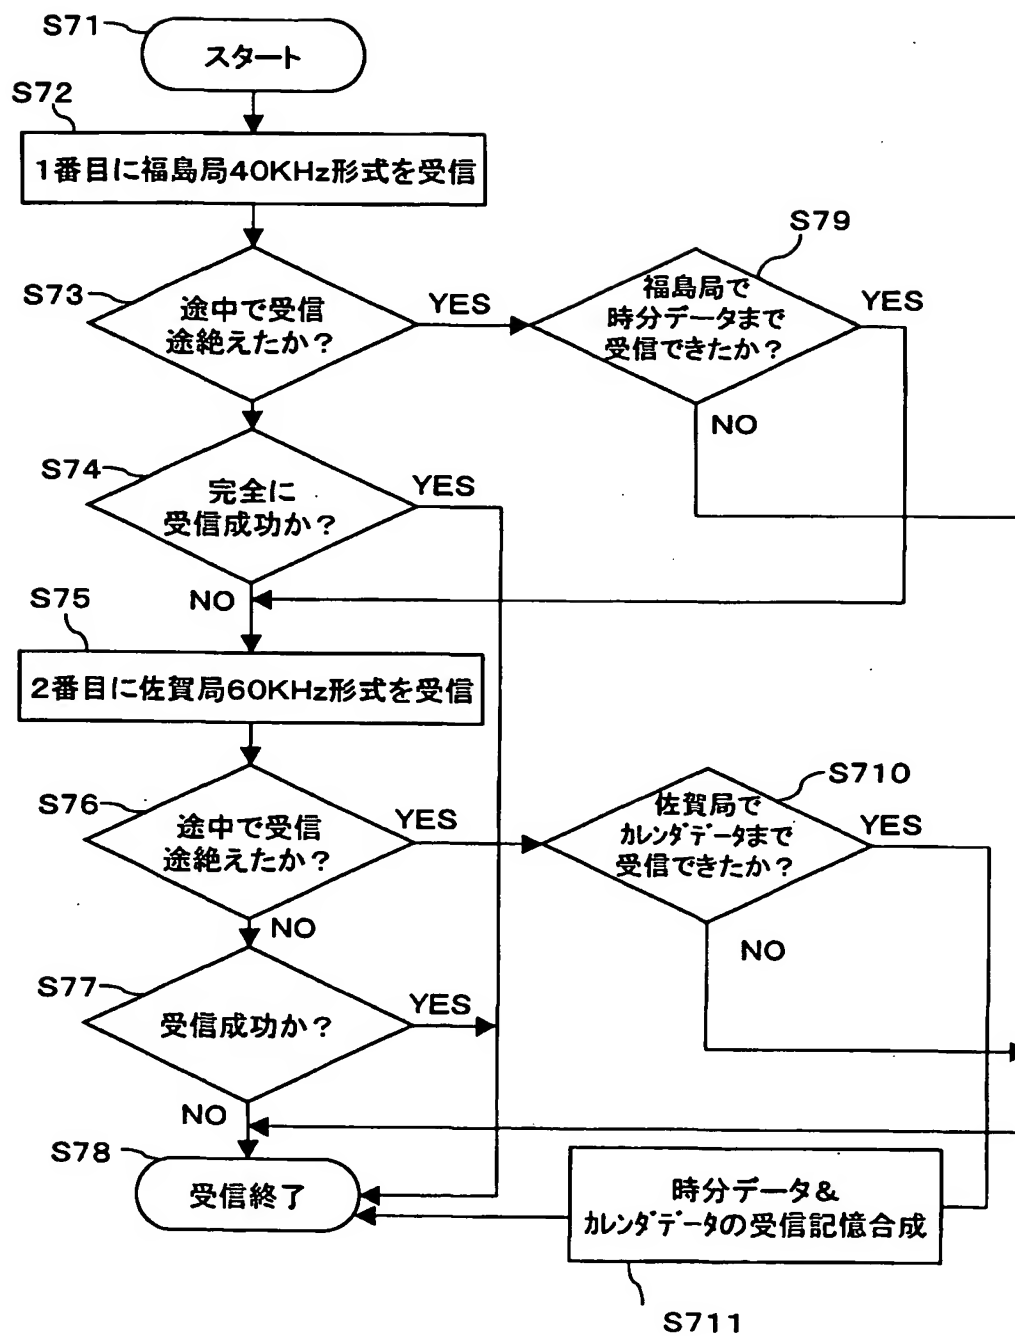 S71
スタート
S72
1番目に福島局40KHz形式を受信
S73
途中で受信
途絶えたか？
YES
S79
福島局で
時分データまで
受信できたか？
YES
NO
S74
完全に
受信成功か？
YES
NO
S75
2番目に佐賀局60KHz形式を受信
S76
途中で受信
途絶えたか？
YES
NO
S710
佐賀局で
ｶﾚﾝﾀﾞﾃﾞｰﾀまで
受信できたか？
YES
NO
S77
受信成功か？
YES
NO
S78
受信終了
時分データ&
ｶﾚﾝﾀﾞﾃﾞｰﾀの受信記憶合成
S711